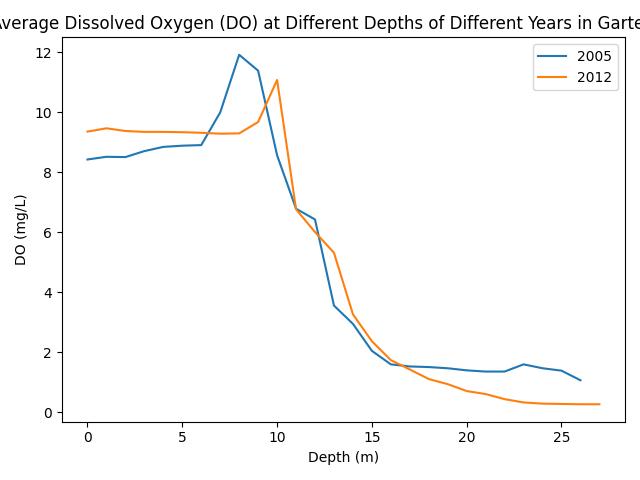 Average Dissolved Oxygen (DO) at Different Depths of Different Years in
2005
2012
12
10
8
6
4
2
0
DO (mg/L)
0 5 10 15 20 25
Depth (m)